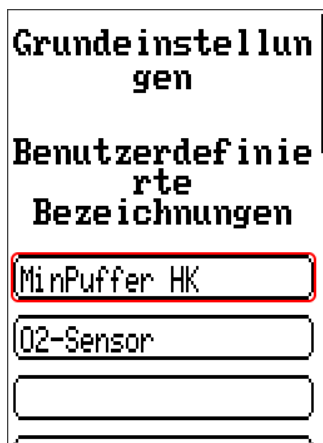 Grundeinstellun
gen
Benutzerdefinie
rte
Bezeichnungen
MinPuffer HK
O2-Sensor